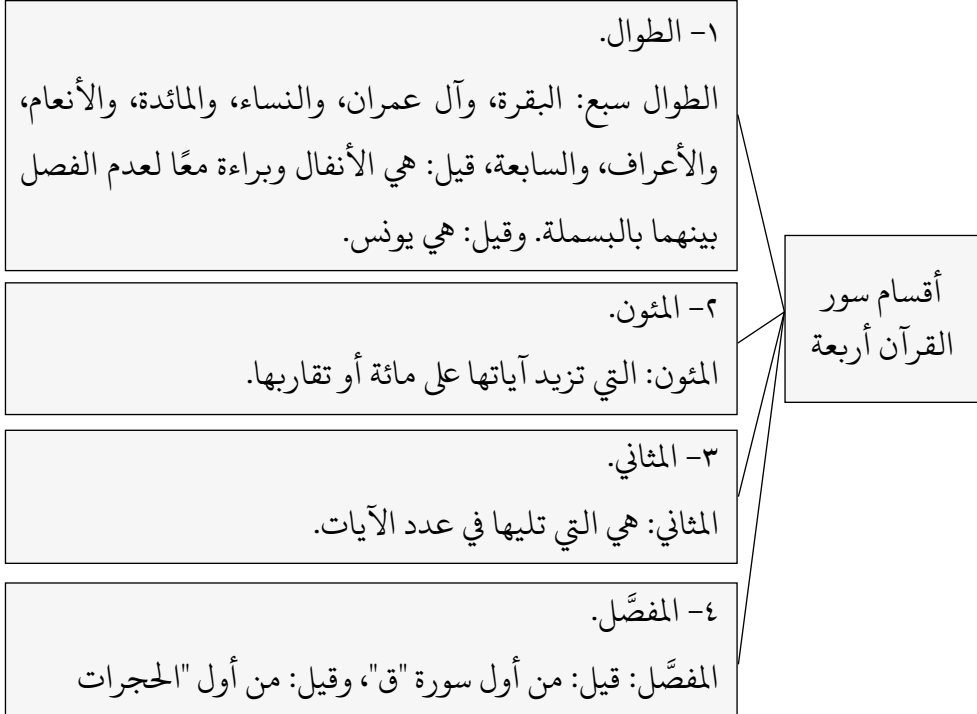 أقسام سور
القرآن أربعة
١- الطوال.
الطوال سبع: البقرة، وآل عمران، والنساء، والمائدة، والأنعام،
والأعراف، والسابعة، قيل: هي الأنفال وبراءة معًا لعدم الفصل
بينهما بالبسملة. وقيل: هي يونس.
٢- المئون.
المئون: التي تزيد آياتها على مائة أو تقاربها.
٣- المثاني.
المثاني: هي التي تليها في عدد الآيات.
٤- المفصَّل.
المفصَّل: قيل: من أول سورة "ق"، وقيل: من أول "الحجرات